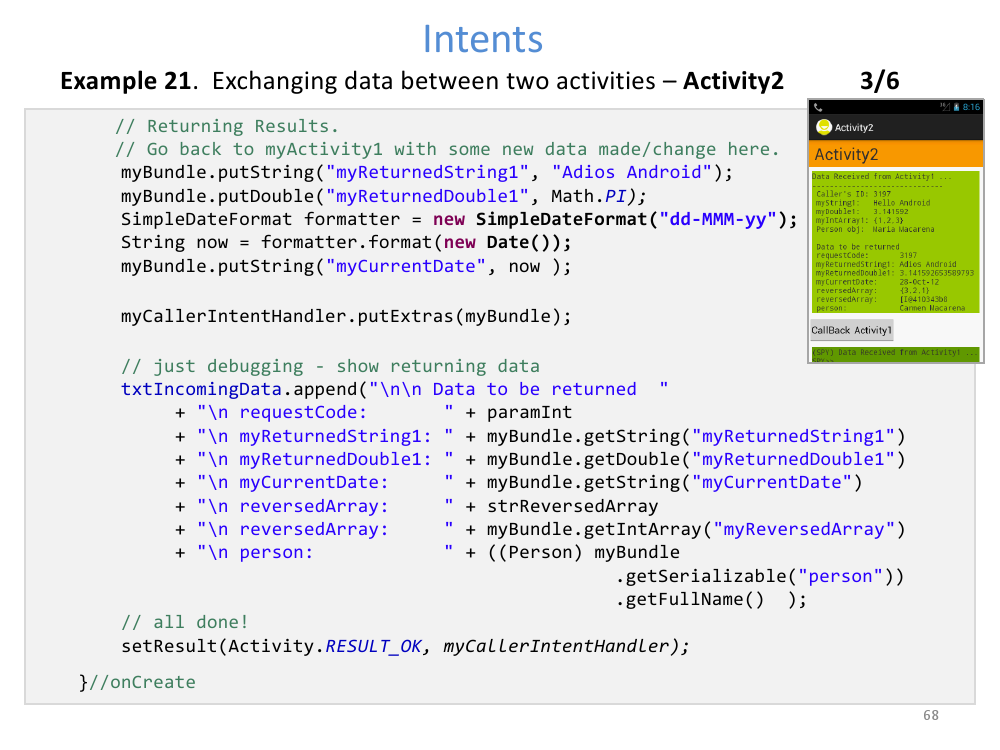 Intents
Example 21.  Exchanging data between two activities – Activity2          3/6
// Returning Results.
// Go back to myActivity1 with some new data made/change here.
myBundle.putString("myReturnedString1", "Adios Android");
myBundle.putDouble("myReturnedDouble1", Math.PI);
SimpleDateFormat formatter = new SimpleDateFormat("dd-MMM-yy");
String now = formatter.format(new Date());
myBundle.putString("myCurrentDate", now );
myCallerIntentHandler.putExtras(myBundle);
// just debugging - show returning data
txtIncomingData.append("\n\n Data to be returned  "
+ "\n requestCode:       " + paramInt
+ "\n myReturnedString1: " + myBundle.getString("myReturnedString1")
+ "\n myReturnedDouble1: " + myBundle.getDouble("myReturnedDouble1")
+ "\n myCurrentDate:     " + myBundle.getString("myCurrentDate")
+ "\n reversedArray:     " + strReversedArray
+ "\n reversedArray:     " + myBundle.getIntArray("myReversedArray")
+ "\n person:            " + ((Person) myBundle
.getSerializable("person"))
.getFullName()  );
// all done!
setResult(Activity.RESULT_OK, myCallerIntentHandler);
}//onCreate
8:16
Activity2
Activity2
Data Received from Activity1 ...
------------------------------
Caller's ID: 3197
myString1:   Hello Android
myDouble1:   3.141592
myIntArray1: {1,2,3}
Person obj:  Maria Macarena
Data to be returned
requestCode:       3197
myReturnedString1: Adios Android
myReturnedDouble1: 3.141592653589793
myCurrentDate:     28-Oct-12
reversedArray:     {3,2,1}
reversedArray:     [I@410343b8
person:            Carmen Macarena
CallBack Activity1
(SPY) Data Received from Activity1 ...
68